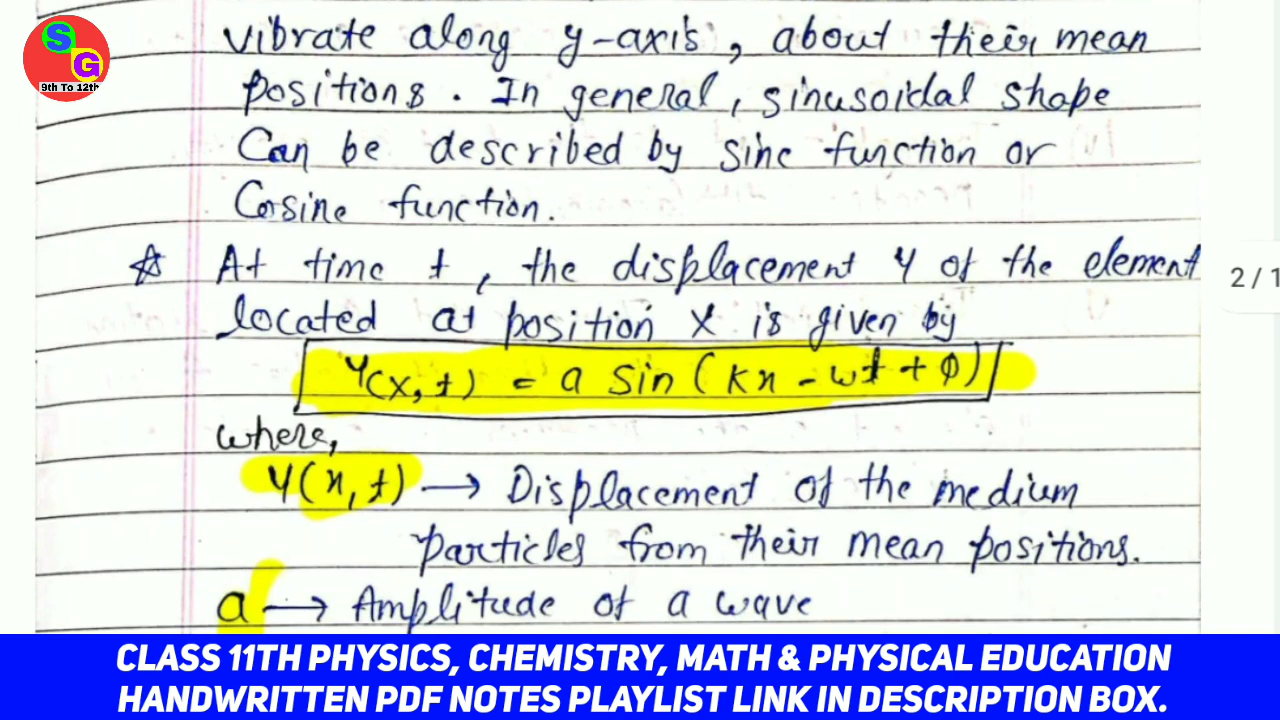 SG
9th To 12th
vibrate along y-axis, about their mean
positions. In general, sinusoidal shape
Can be described by sine function or
Cosine function.
☆ At time t, the displacement y of the element
located at position x is given by
y(x, t) = a sin (kx - ωt + φ)
where,
y(x, t) → Displacement of the medium
particles from their mean positions.
a → Amplitude of a wave
2 / 1
CLASS 11TH PHYSICS, CHEMISTRY, MATH & PHYSICAL EDUCATION
HANDWRITTEN PDF NOTES PLAYLIST LINK IN DESCRIPTION BOX.